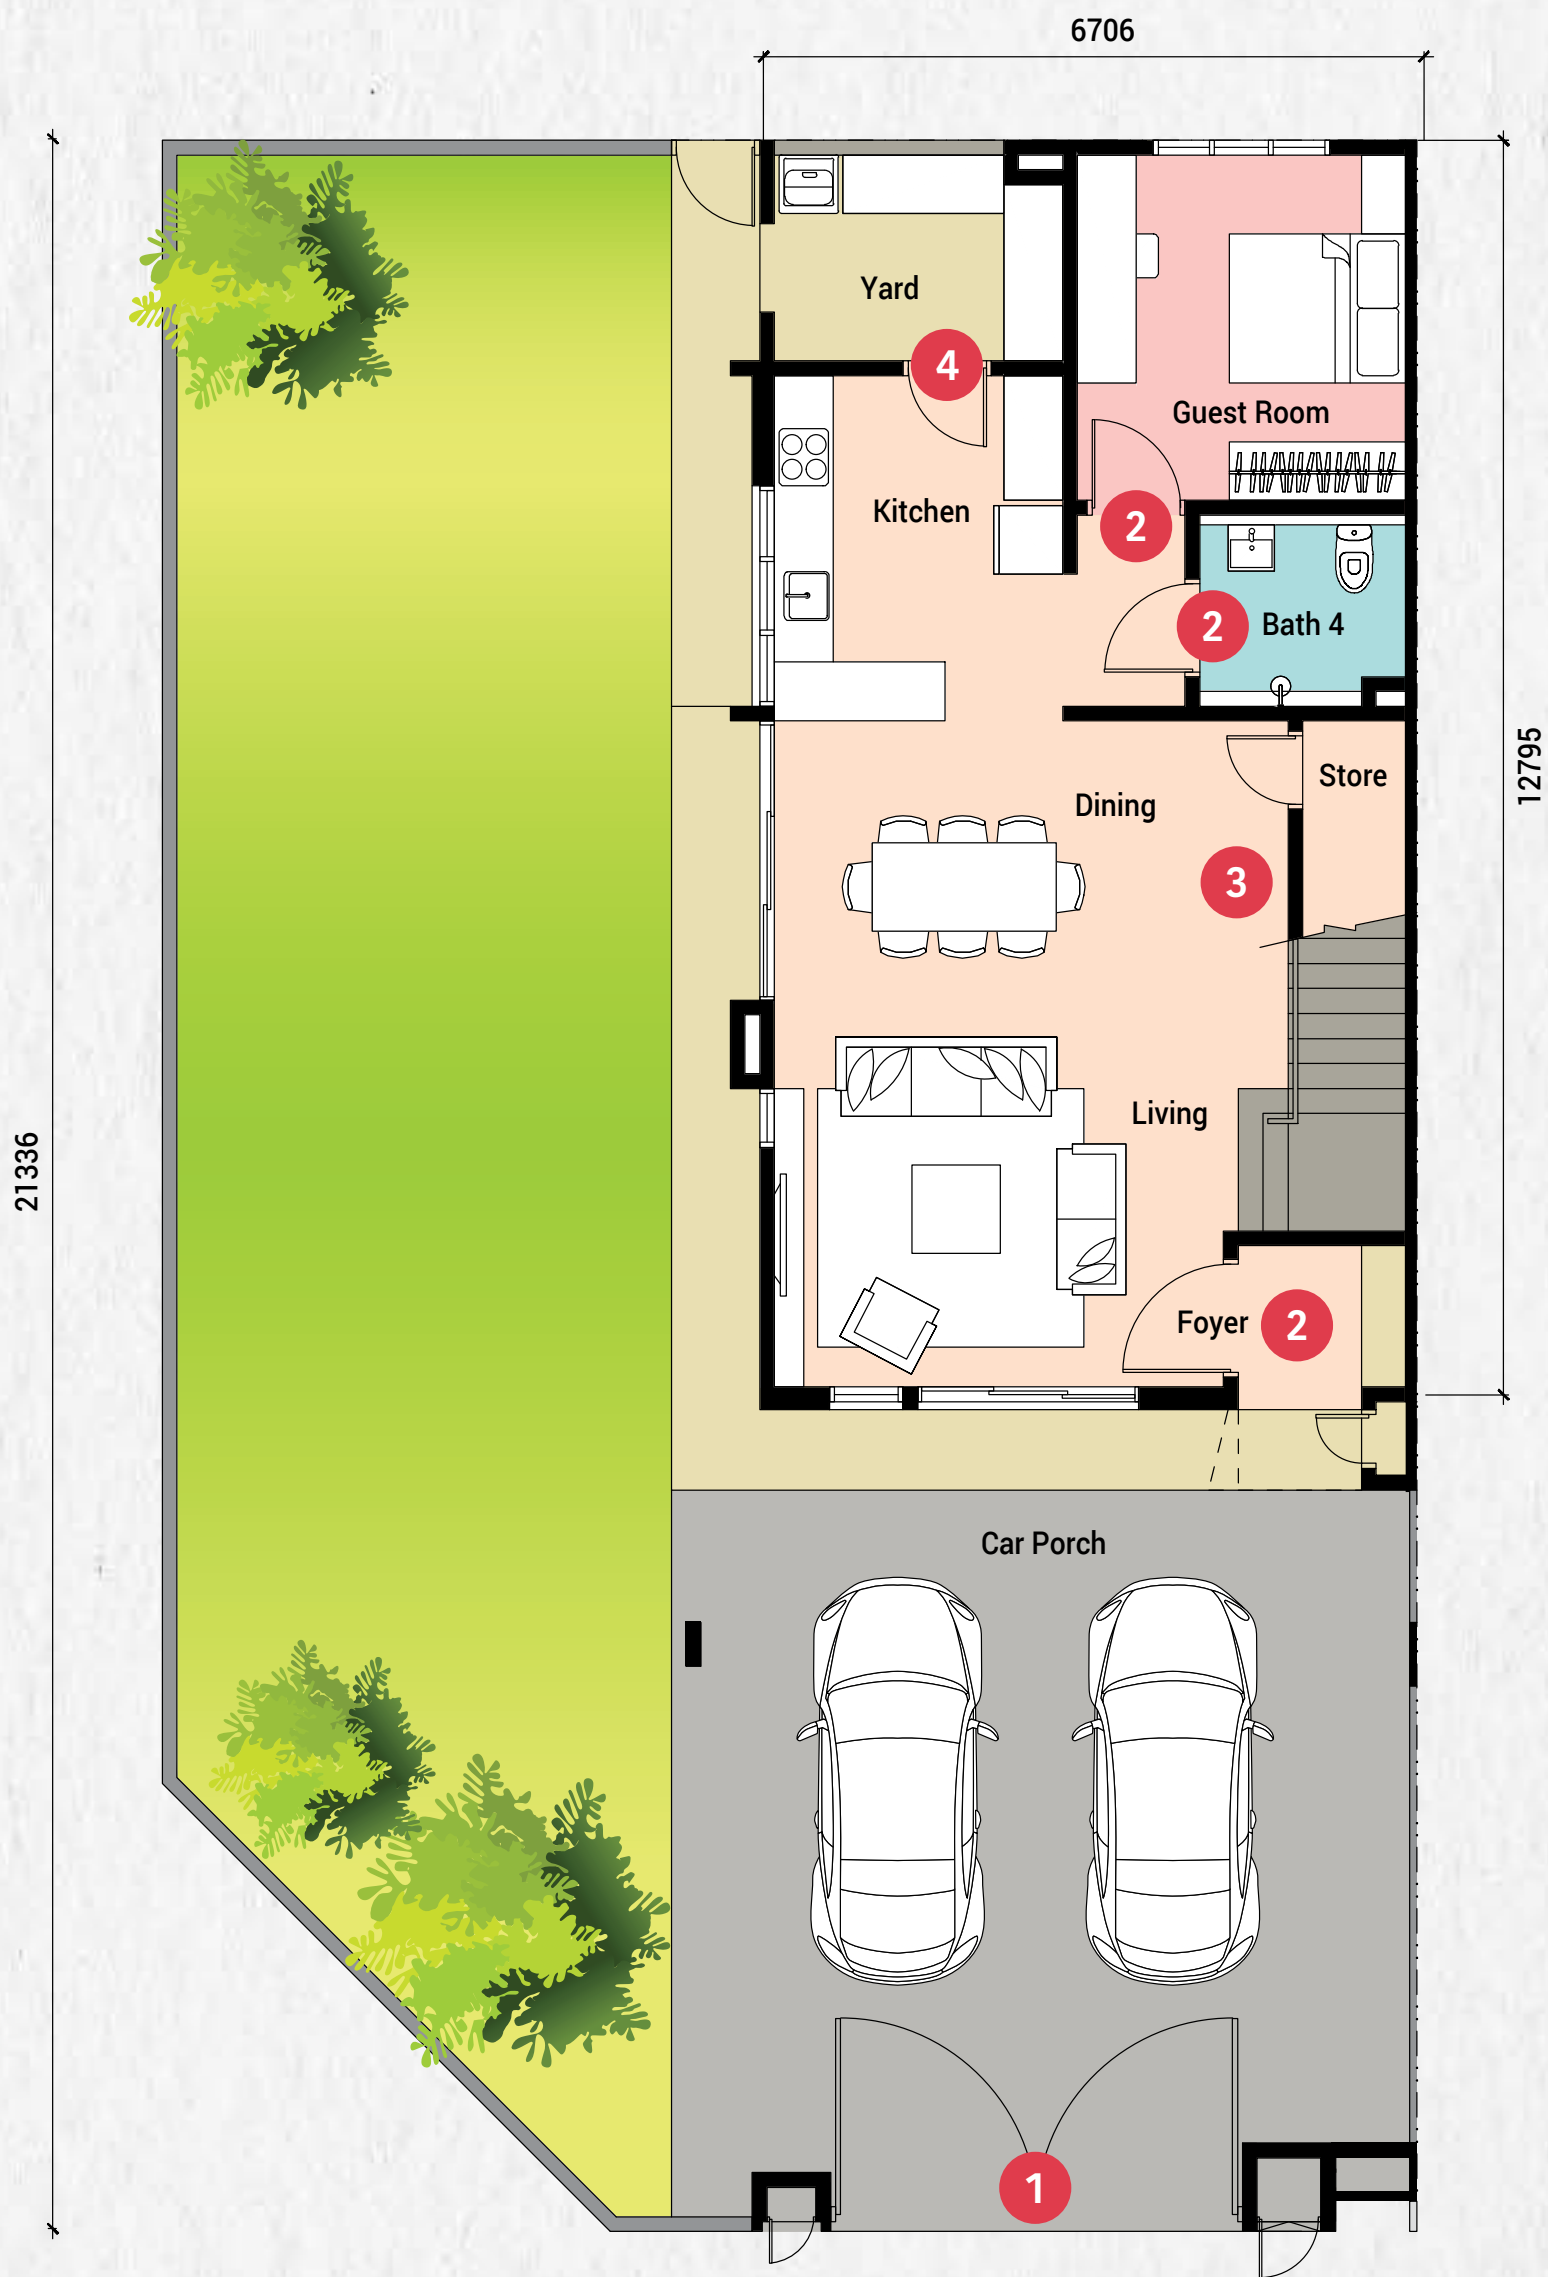 6706
Yard
4
Guest Room
Kitchen
2
2
Bath 4
Dining
Store
12795
3
Living
21336
Foyer
2
Car Porch
1